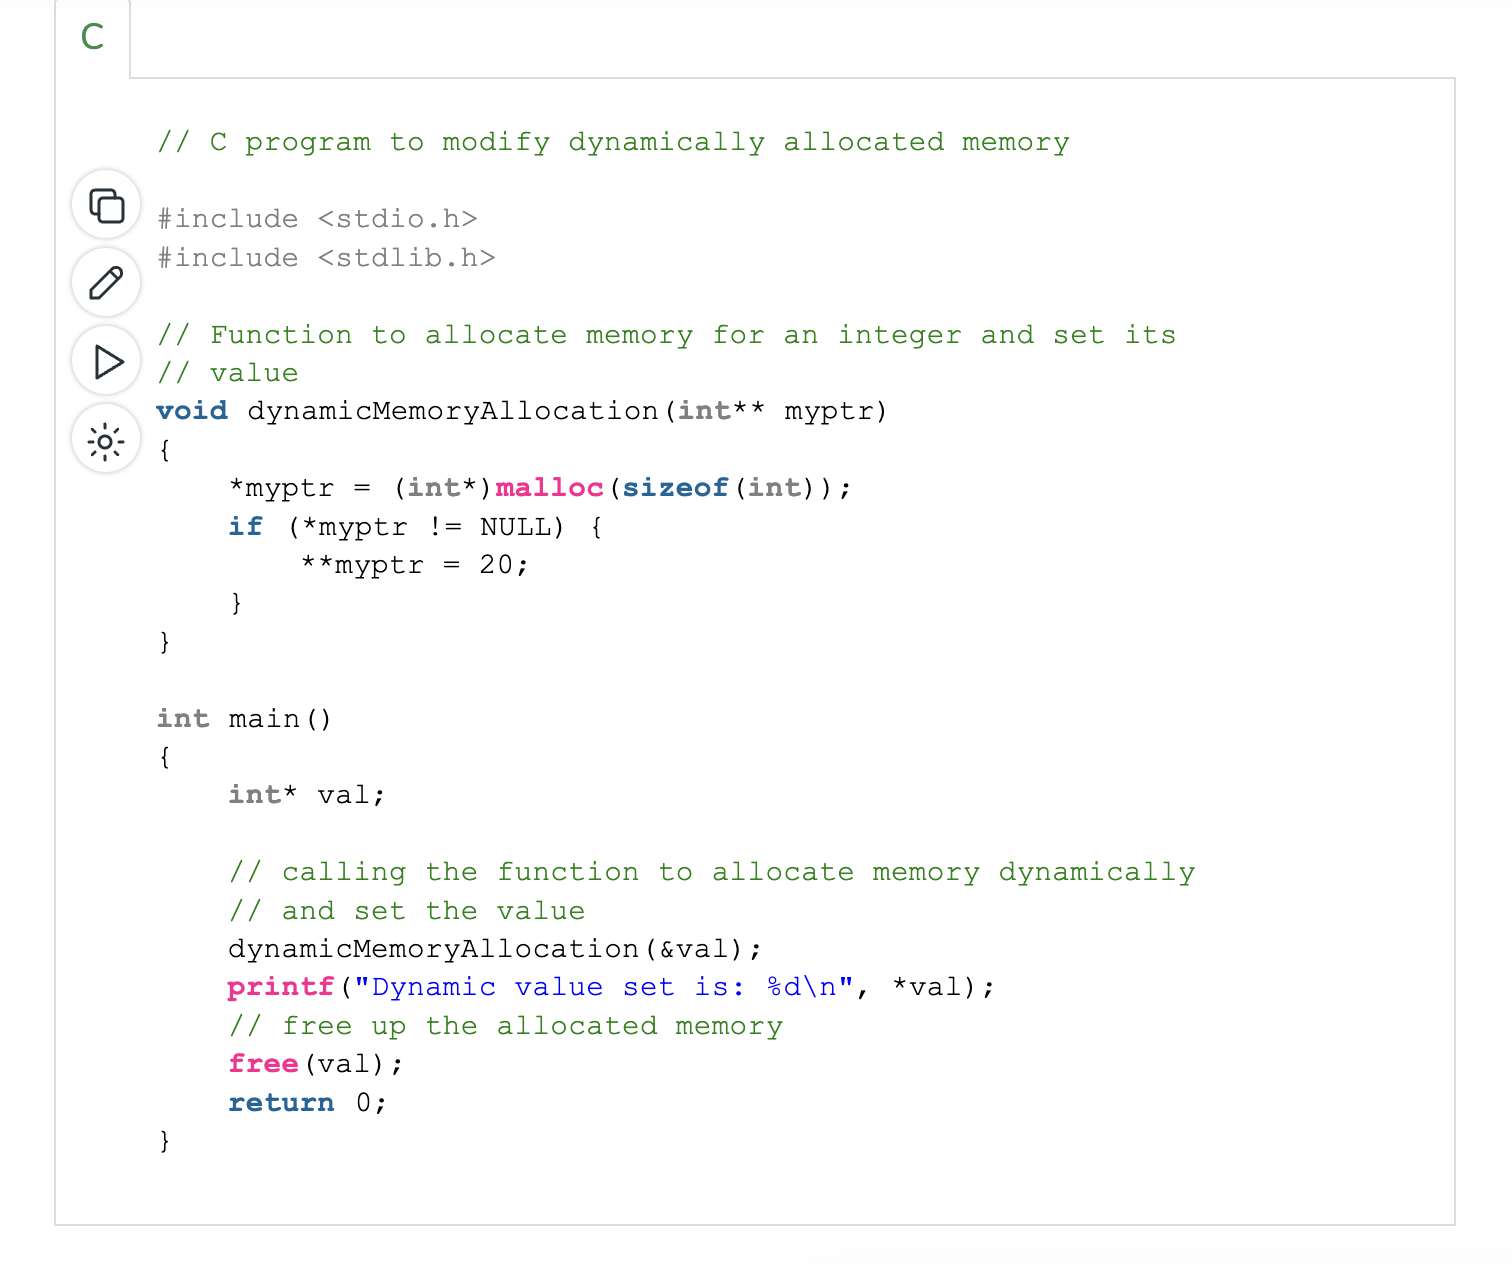 C
// C program to modify dynamically allocated memory
#include <stdio.h>
#include <stdlib.h>
// Function to allocate memory for an integer and set its
// value
void dynamicMemoryAllocation(int** myptr)
{
    *myptr = (int*)malloc(sizeof(int));
    if (*myptr != NULL) {
        **myptr = 20;
    }
}
int main()
{
    int* val;
    // calling the function to allocate memory dynamically
    // and set the value
    dynamicMemoryAllocation(&val);
    printf("Dynamic value set is: %d\n", *val);
    // free up the allocated memory
    free(val);
    return 0;
}